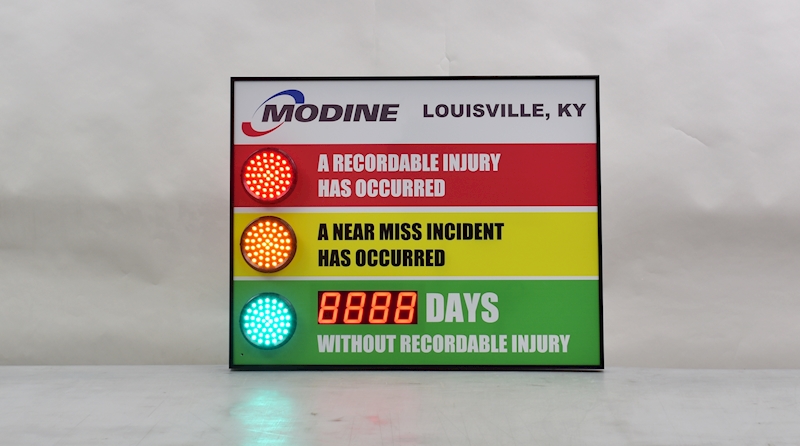 MODINE LOUISVILLE, KY
A RECORDABLE INJURY
HAS OCCURRED
A NEAR MISS INCIDENT
HAS OCCURRED
8888 DAYS
WITHOUT RECORDABLE INJURY